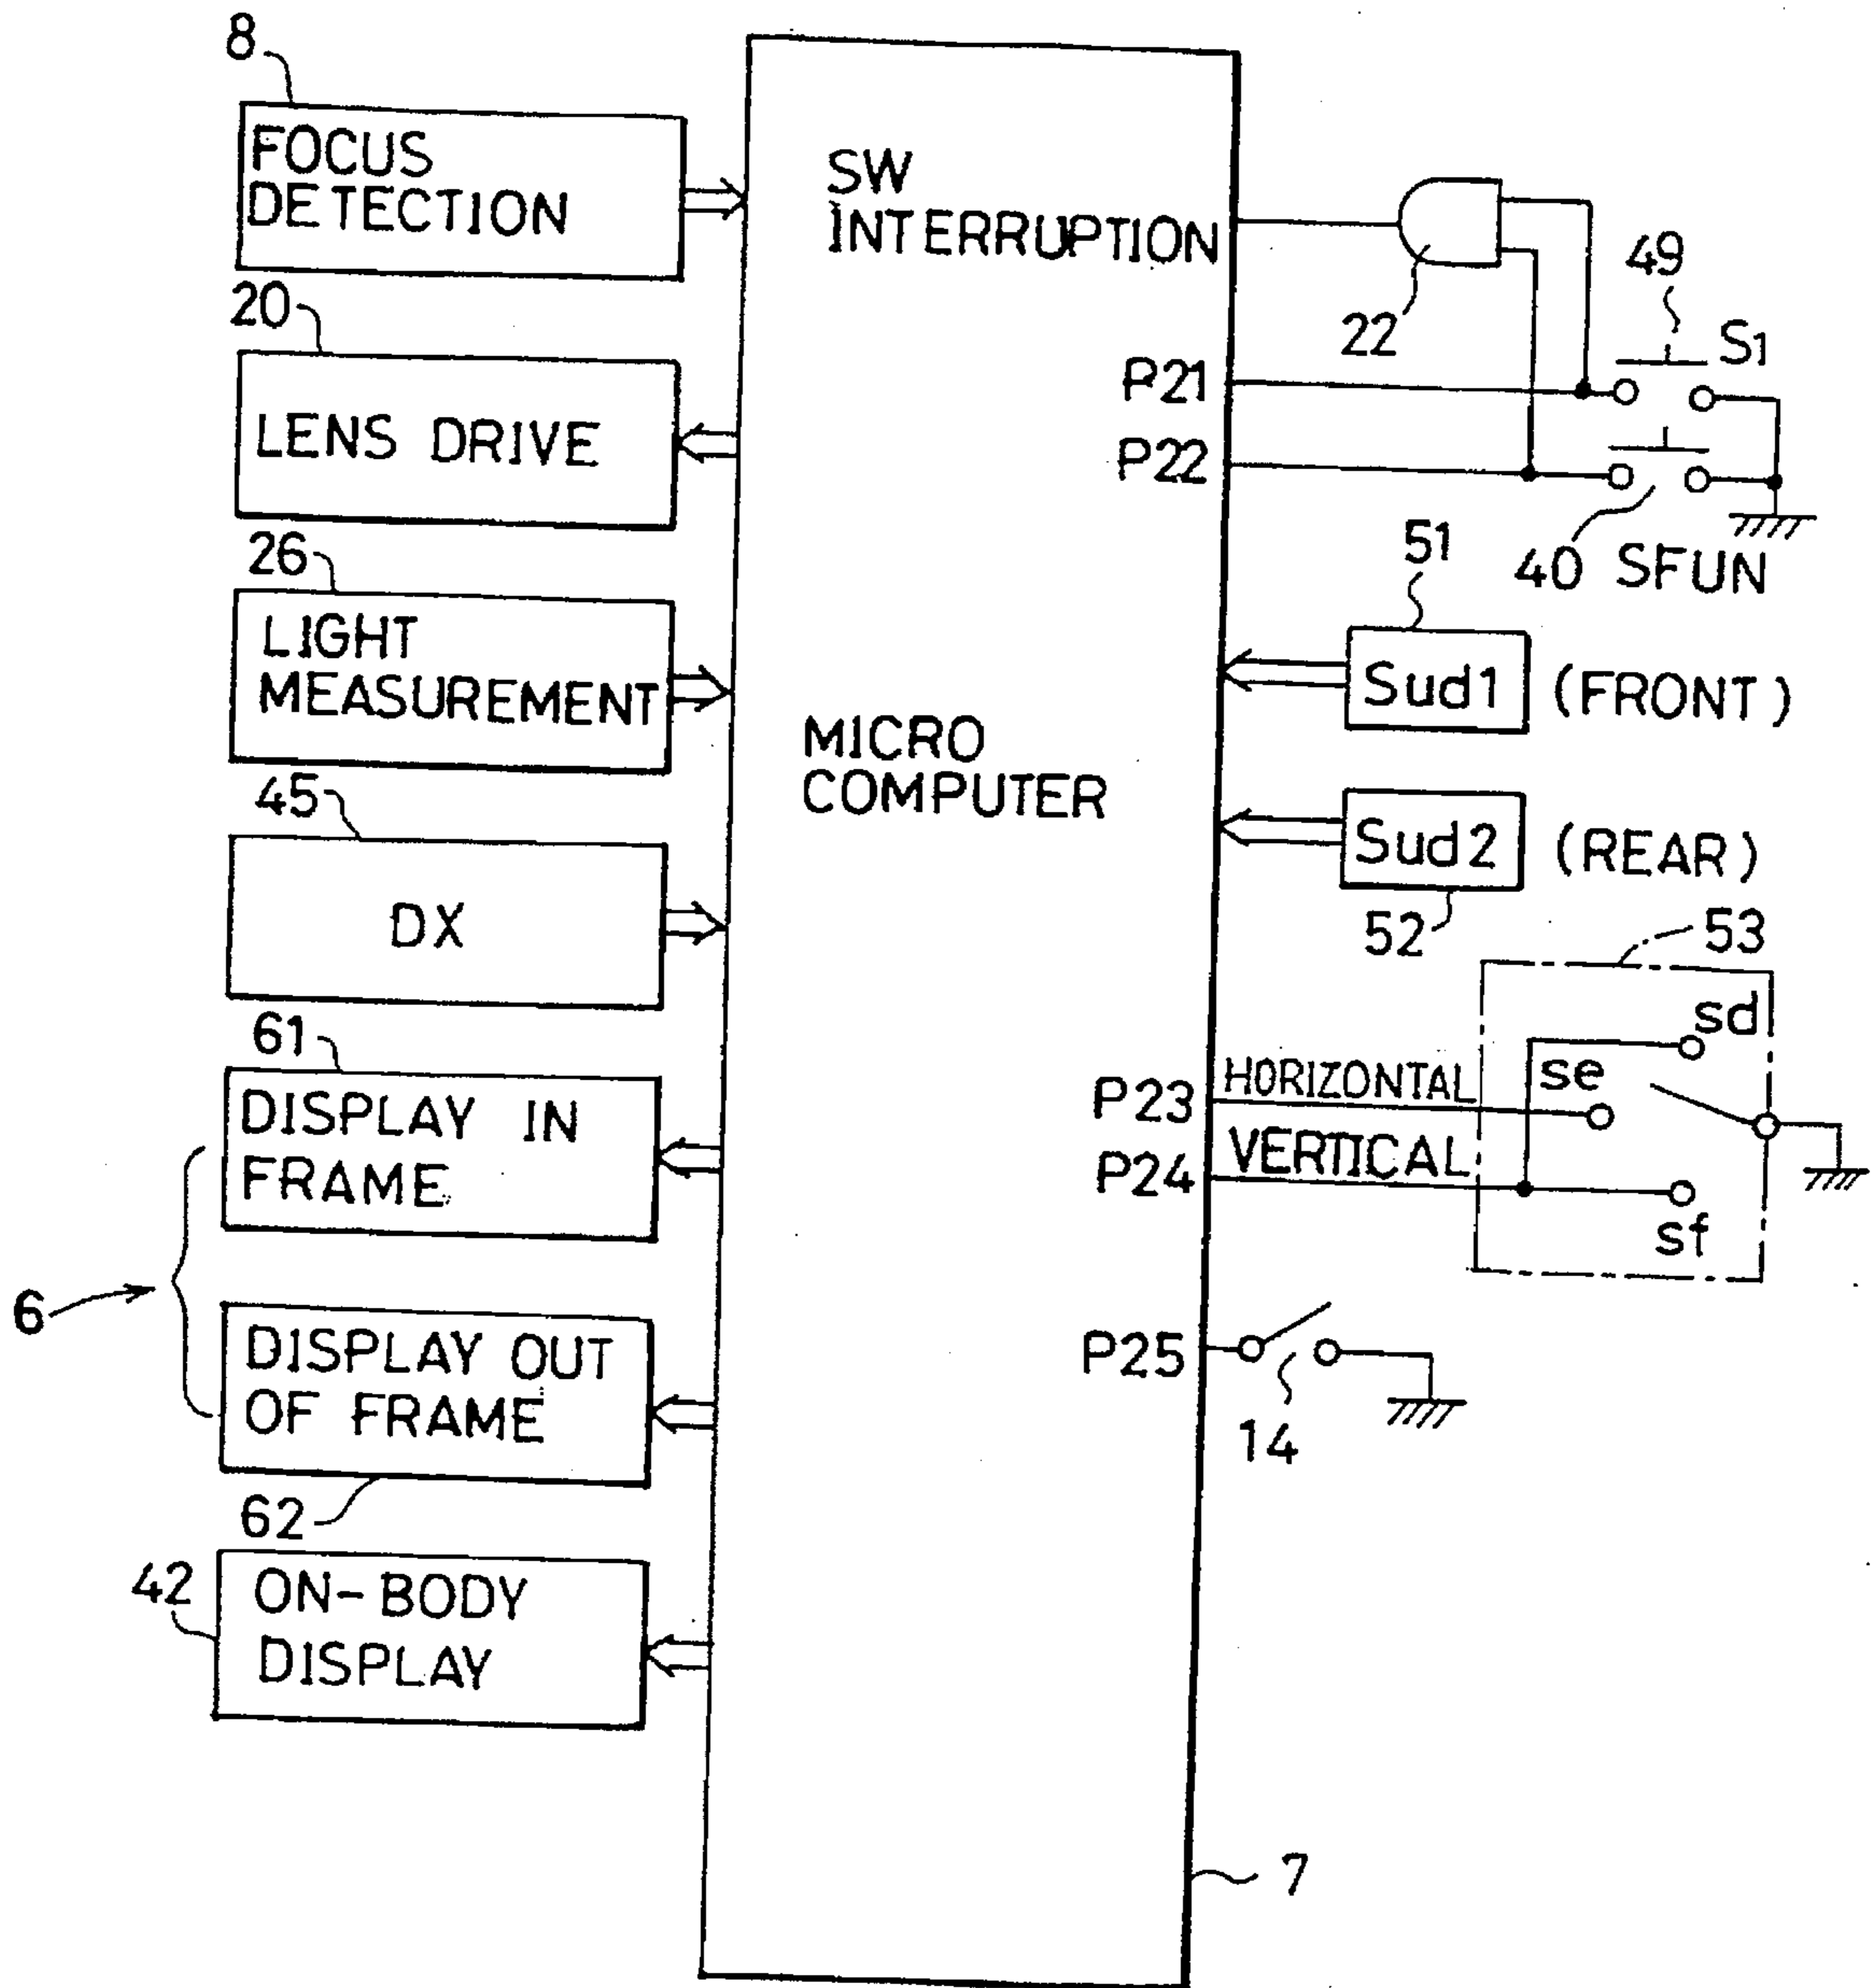 8
FOCUS
DETECTION
20
LENS DRIVE
26
LIGHT
MEASUREMENT
45
DX
61
DISPLAY IN
FRAME
6
DISPLAY OUT
OF FRAME
62
42
ON-BODY
DISPLAY
SW
INTERRUPTION
MICRO
COMPUTER
7
22
49
S1
P21
P22
40 SFUN
51
Sud1 (FRONT)
Sud2 (REAR)
52
53
sd
se
P23 HORIZONTAL
P24 VERTICAL
sf
P25
14